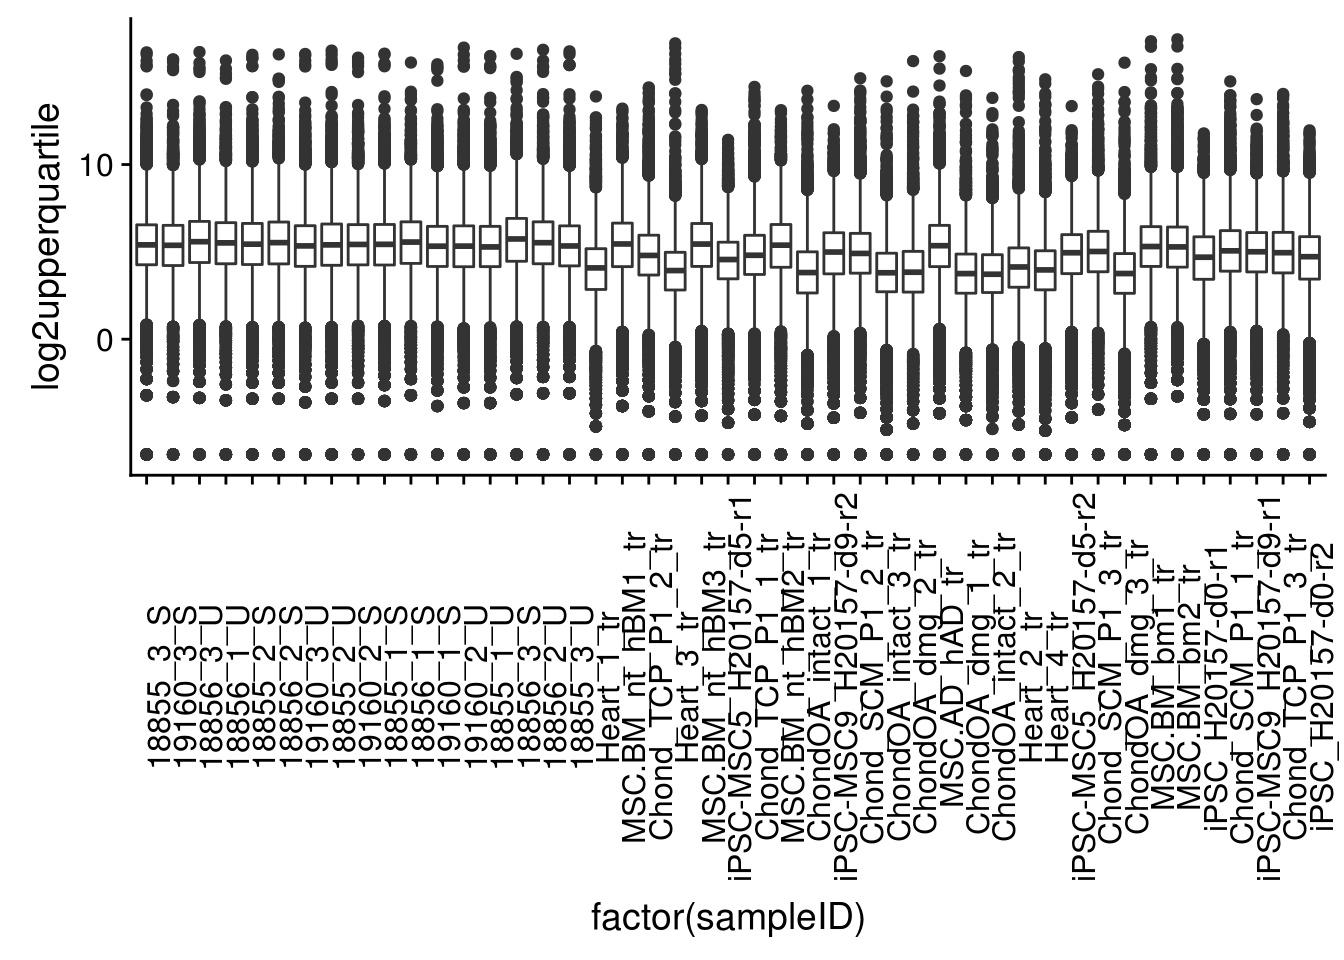 log2upperquartile
10
0
18855_3_S
19160_3_S
18856_3_U
18856_1_U
18855_2_S
18856_2_S
19160_3_U
18855_2_U
19160_2_S
18855_1_S
18856_1_S
19160_1_S
19160_2_U
18855_1_U
18856_3_S
18856_2_U
18855_3_U
Heart_1_tr
MSC.BM_nt_hBM1_tr
Chond_TCP_P1_2_tr
Heart_3_tr
MSC.BM_nt_hBM3_tr
iPSC-MSC5_H20157-d5-r1
Chond_TCP_P1_1_tr
MSC.BM_nt_hBM2_tr
ChondOA_intact_1_tr
iPSC-MSC9_H20157-d9-r2
Chond_SCM_P1_2_tr
ChondOA_intact_3_tr
ChondOA_dmg_2_tr
MSC.AD_hAD_tr
ChondOA_dmg_1_tr
ChondOA_intact_2_tr
Heart_2_tr
Heart_4_tr
iPSC-MSC5_H20157-d5-r2
Chond_SCM_P1_3_tr
ChondOA_dmg_3_tr
MSC.BM_bm1_tr
MSC.BM_bm2_tr
iPSC_H20157-d0-r1
Chond_SCM_P1_1_tr
iPSC-MSC9_H20157-d9-r1
Chond_TCP_P1_3_tr
iPSC_H20157-d0-r2
factor(sampleID)